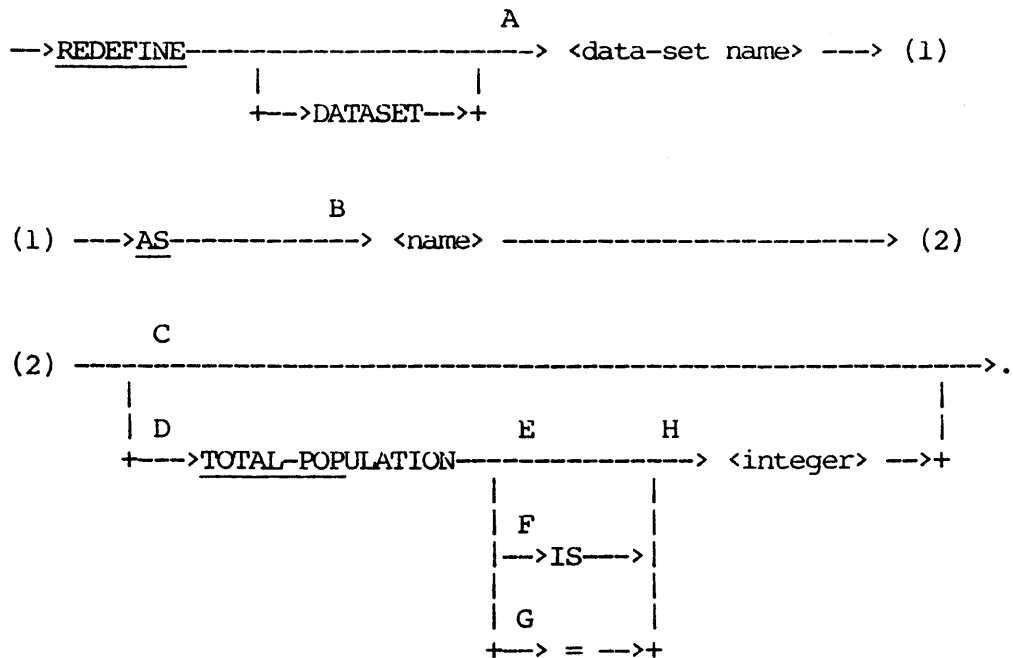 A
-->REDEFINE-----------------------------> <data-set name> ---> (1)
| |
+-->DATASET-->+
B
(1) --->AS------------> <name> -----------------------> (2)
C
(2) ------------------------------------------------------>.
| |
| D E H |
+--->TOTAL-POPULATION---------------> <integer> -->+
| |
| F |
|-->IS--->|
| |
| G |
+--> = -->+